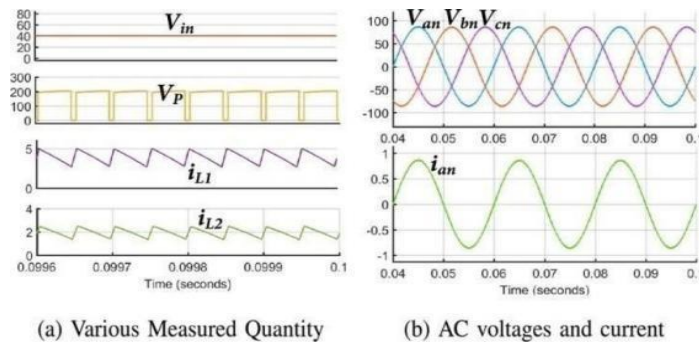 80
60
40
20
0
V_in
300
200
100
0
V_P
5
0
i_L1
4
2
0
i_L2
0.0996 0.0997 0.0998 0.0999 0.1
Time (seconds)
(a) Various Measured Quantity
V_an V_bn V_cn
100
50
0
-50
-100
0.04 0.05 0.06 0.07 0.08 0.09 0.1
1
0.5
0
-0.5
-1
i_an
0.04 0.05 0.06 0.07 0.08 0.09 0.1
Time (seconds)
(b) AC voltages and current